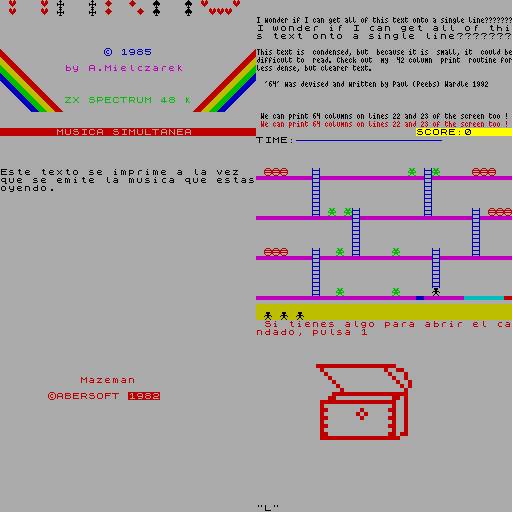 © 1985
by A.Mielczarek
ZX SPECTRUM 48 K
MUSICA SIMULTANEA
Este texto se imprime a la vez
que se emite la musica que estas
oyendo.
I wonder if I can get all of this text onto a single line???????
I wonder if I can get all of thi
s text onto a single line???????
This text is condensed, but because it is small, it could be
difficult to read. Check out my 42 column print routine for
less dense, but clearer text.
"64" was devised and written by Paul (Peebs) Wardle 1992
We can print 64 columns on lines 22 and 23 of the screen too !
We can print 64 columns on lines 22 and 23 of the screen too !
SCORE:0
TIME:
Mazeman
©ABERSOFT 1982
Si tienes algo para abrir el ca
ndado, pulsa 1
"L"